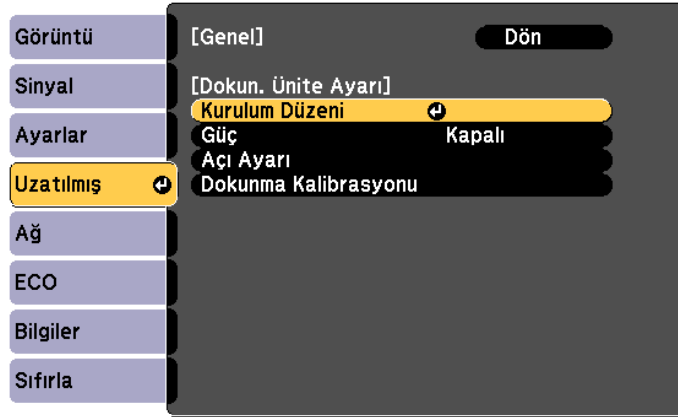 Görüntü
Sinyal
Ayarlar
Uzatılmış
Ağ
ECO
Bilgiler
Sıfırla
[Genel] Dön
[Dokun. Ünite Ayarı]
Kurulum Düzeni
Güç Kapalı
Açı Ayarı
Dokunma Kalibrasyonu